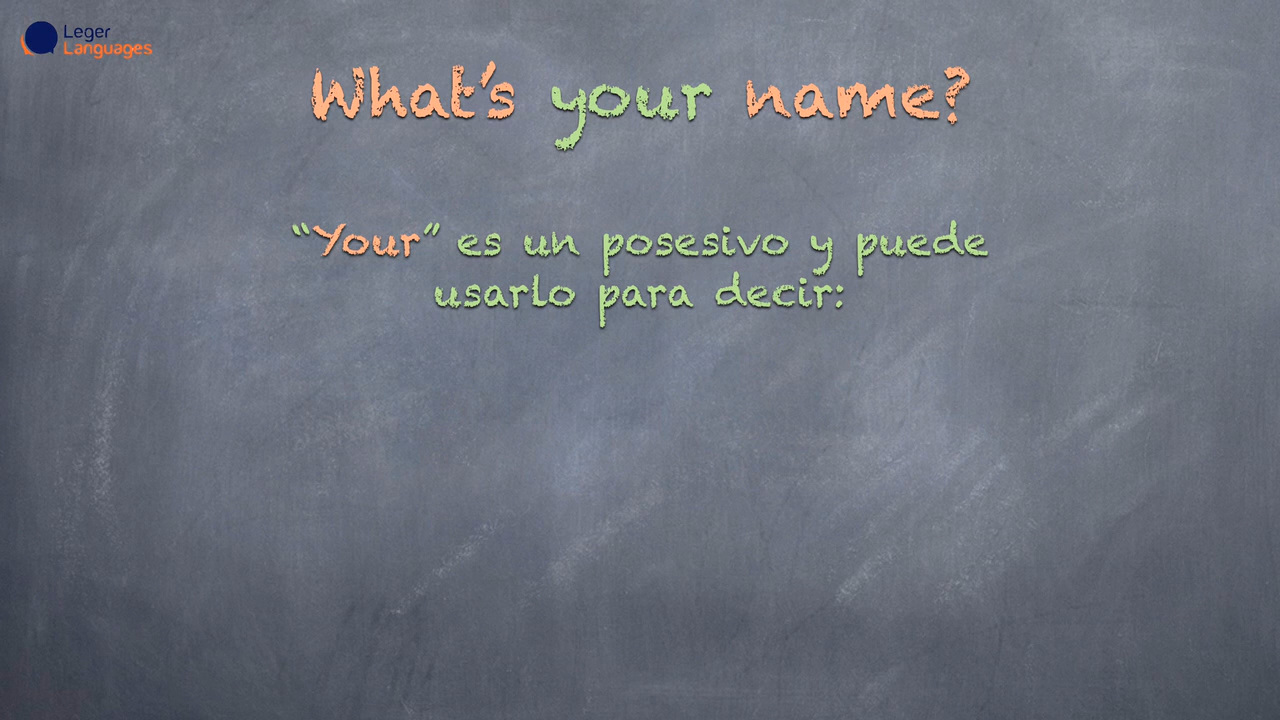 Leger
Languages
What's your name?
“Your” es un posesivo y puede
usarlo para decir: